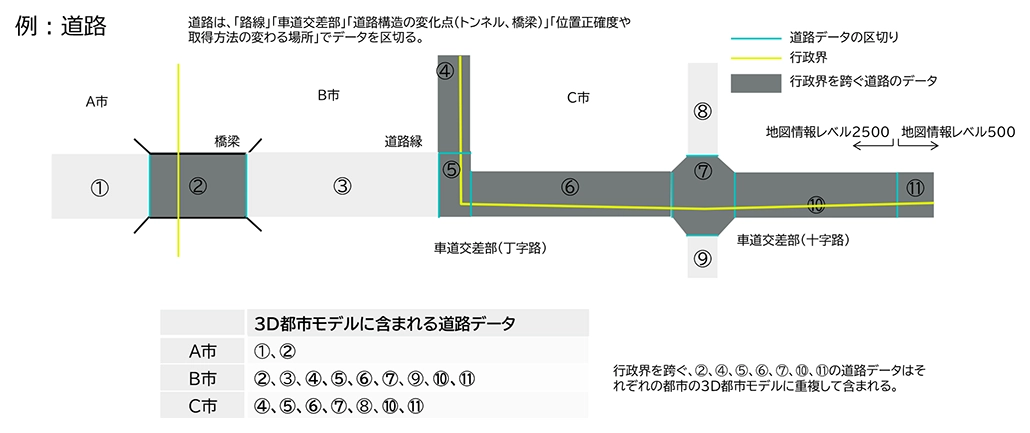 例：道路
道路は、「路線」「車道交差部」「道路構造の変化点（トンネル、橋梁）」「位置正確度や
取得方法の変わる場所」でデータを区切る。
道路データの区切り
行政界
行政界を跨ぐ道路のデータ
A市
B市
C市
橋梁
道路縁
地図情報レベル2500
地図情報レベル500
①
②
③
④
⑤
⑥
⑦
⑧
⑨
⑩
⑪
車道交差部（丁字路）
車道交差部（十字路）
3D都市モデルに含まれる道路データ
A市 ①、②
B市 ②、③、④、⑤、⑥、⑦、⑨、⑩、⑪
C市 ④、⑤、⑥、⑦、⑧、⑩、⑪
行政界を跨ぐ、②、④、⑤、⑥、⑦、⑩、⑪の道路データはそ
れぞれの都市の3D都市モデルに重複して含まれる。